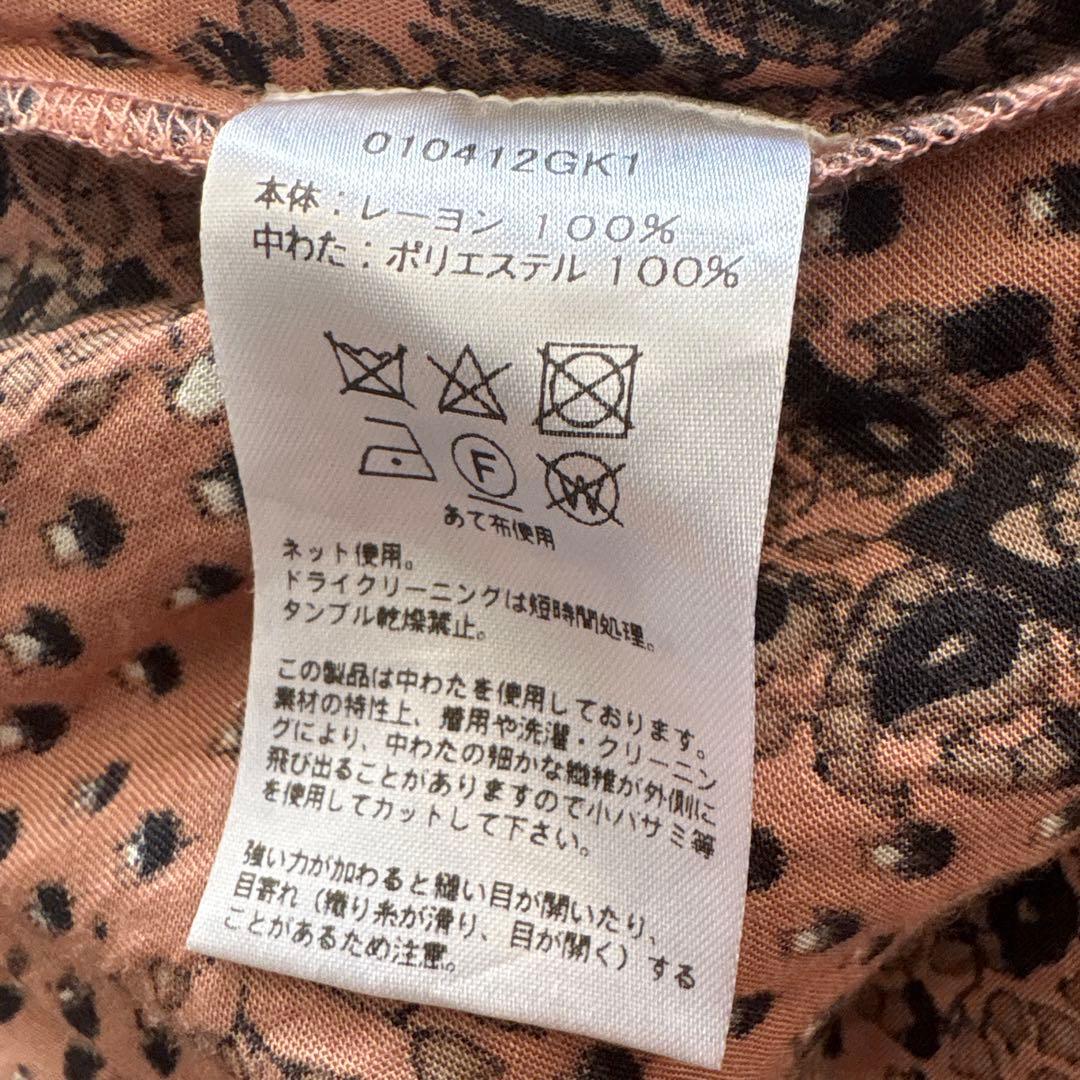 010412GK1
本体：レーヨン 100%
中わた：ポリエステル 100%
F
W
あて布使用
ネット使用。
ドライクリーニングは短時間処理。
タンブル乾燥禁止。
この製品は中わたを使用しております。
素材の特性上、着用や洗濯・クリーニン
グにより、中わたの細かな繊維が外側に
飛び出ることがありますので小ハサミ等
を使用してカットして下さい。
強い力が加わると縫い目が開いたり、
目寄れ（織り糸が滑り、目が開く）する
ことがあるため注意。